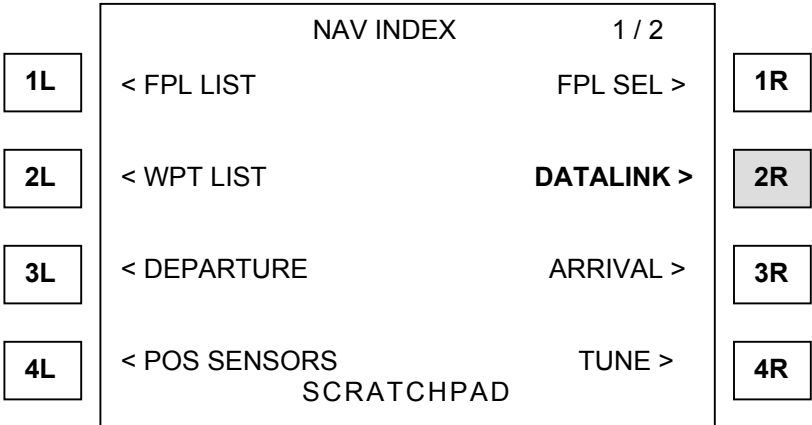 NAV INDEX 1 / 2
1L < FPL LIST FPL SEL > 1R
2L < WPT LIST DATALINK > 2R
3L < DEPARTURE ARRIVAL > 3R
4L < POS SENSORS TUNE > 4R
SCRATCHPAD